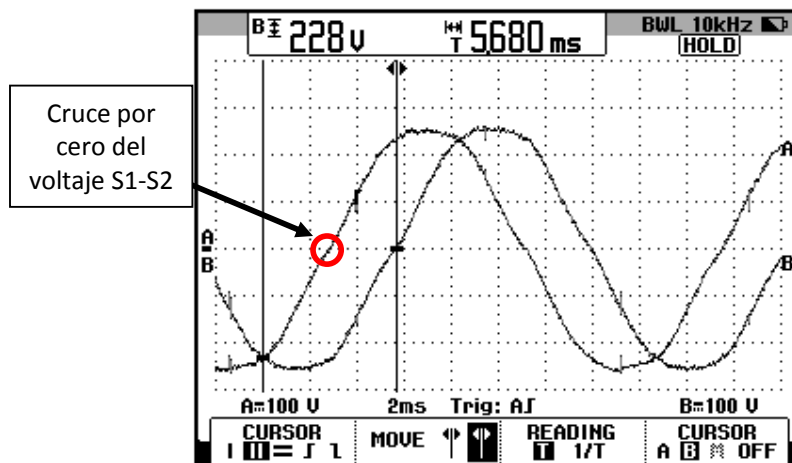 B 228 V
T 5.680 ms
BWL 10kHz
HOLD
Cruce por
cero del
voltaje S1-S2
A
B
A
B
A=100 V 2ms Trig: A B=100 V
CURSOR
MOVE
READING
T 1/T
CURSOR
A B OFF